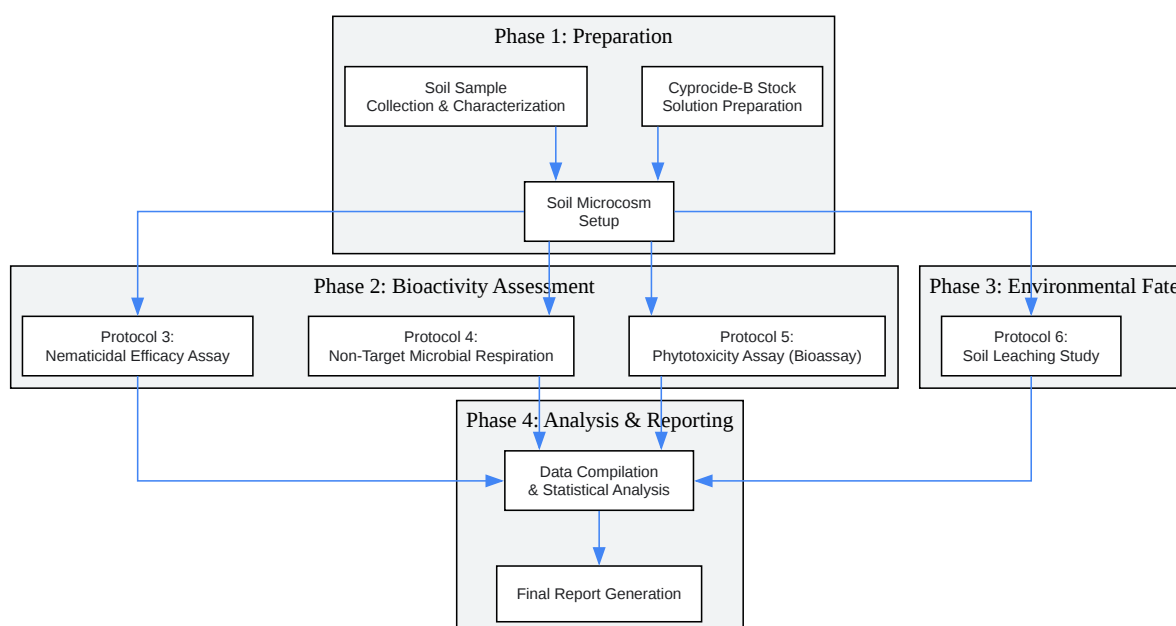 Phase 1: Preparation
Soil Sample
Collection & Characterization
Cyprocide-B Stock
Solution Preparation
Soil Microcosm
Setup
Phase 2: Bioactivity Assessment
Phase 3: Environmental Fate
Protocol 3:
Nematicidal Efficacy Assay
Protocol 4:
Non-Target Microbial Respiration
Protocol 5:
Phytotoxicity Assay (Bioassay)
Protocol 6:
Soil Leaching Study
Phase 4: Analysis & Reporting
Data Compilation
& Statistical Analysis
Final Report Generation